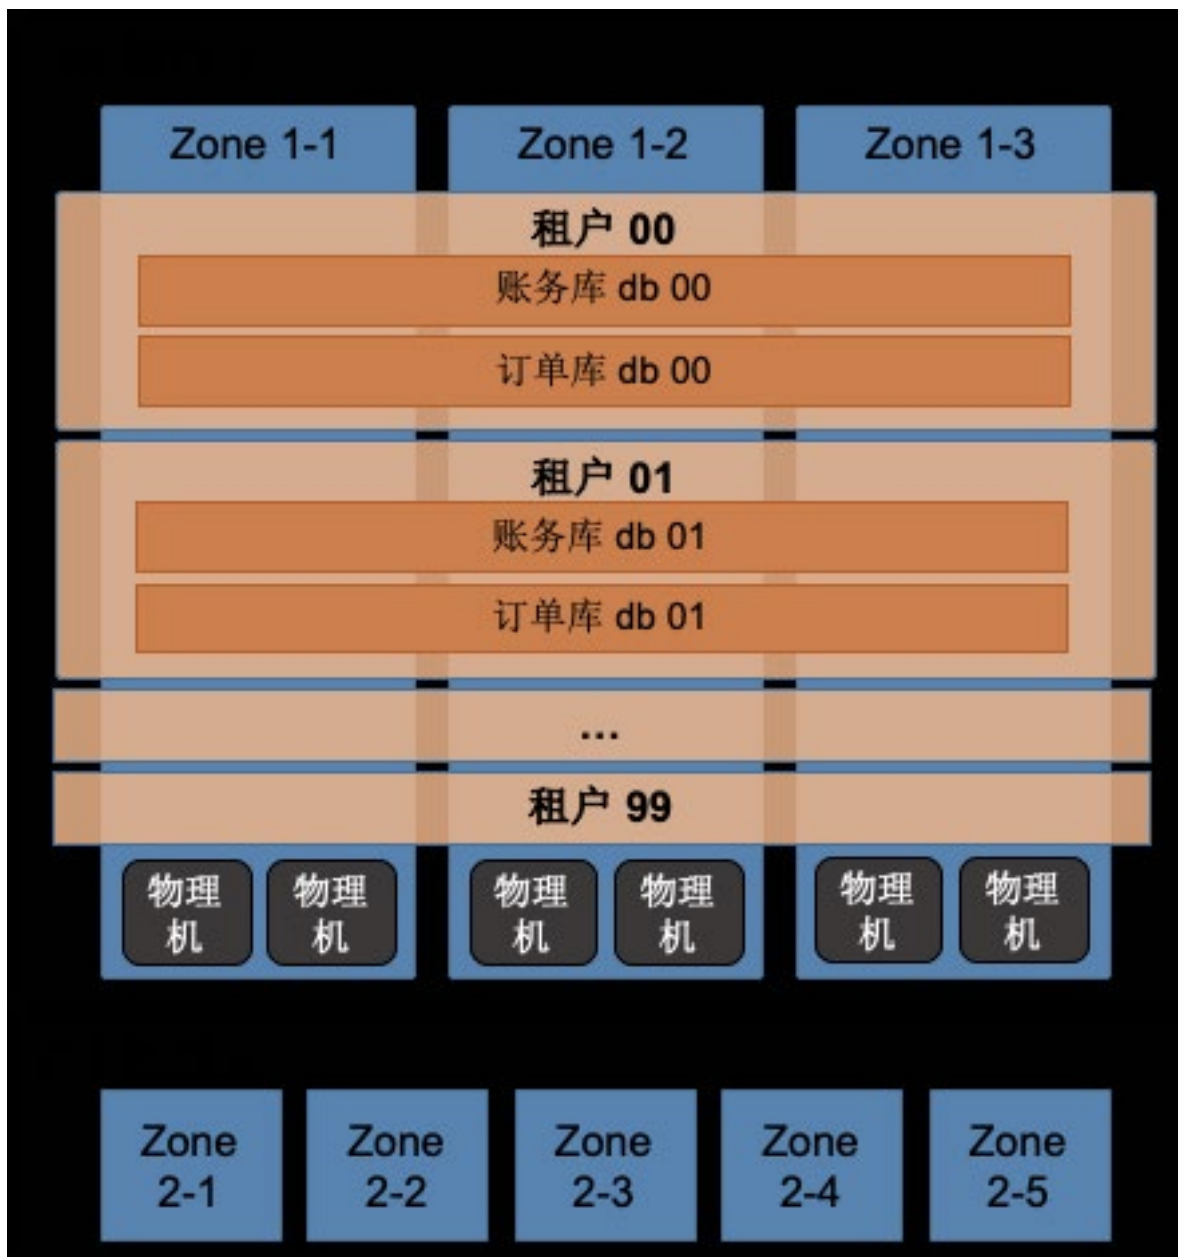 Zone 1-1
Zone 1-2
Zone 1-3
租户 00
账务库 db 00
订单库 db 00
租户 01
账务库 db 01
订单库 db 01
...
租户 99
物理
机
物理
机
物理
机
物理
机
物理
机
物理
机
Zone
2-1
Zone
2-2
Zone
2-3
Zone
2-4
Zone
2-5